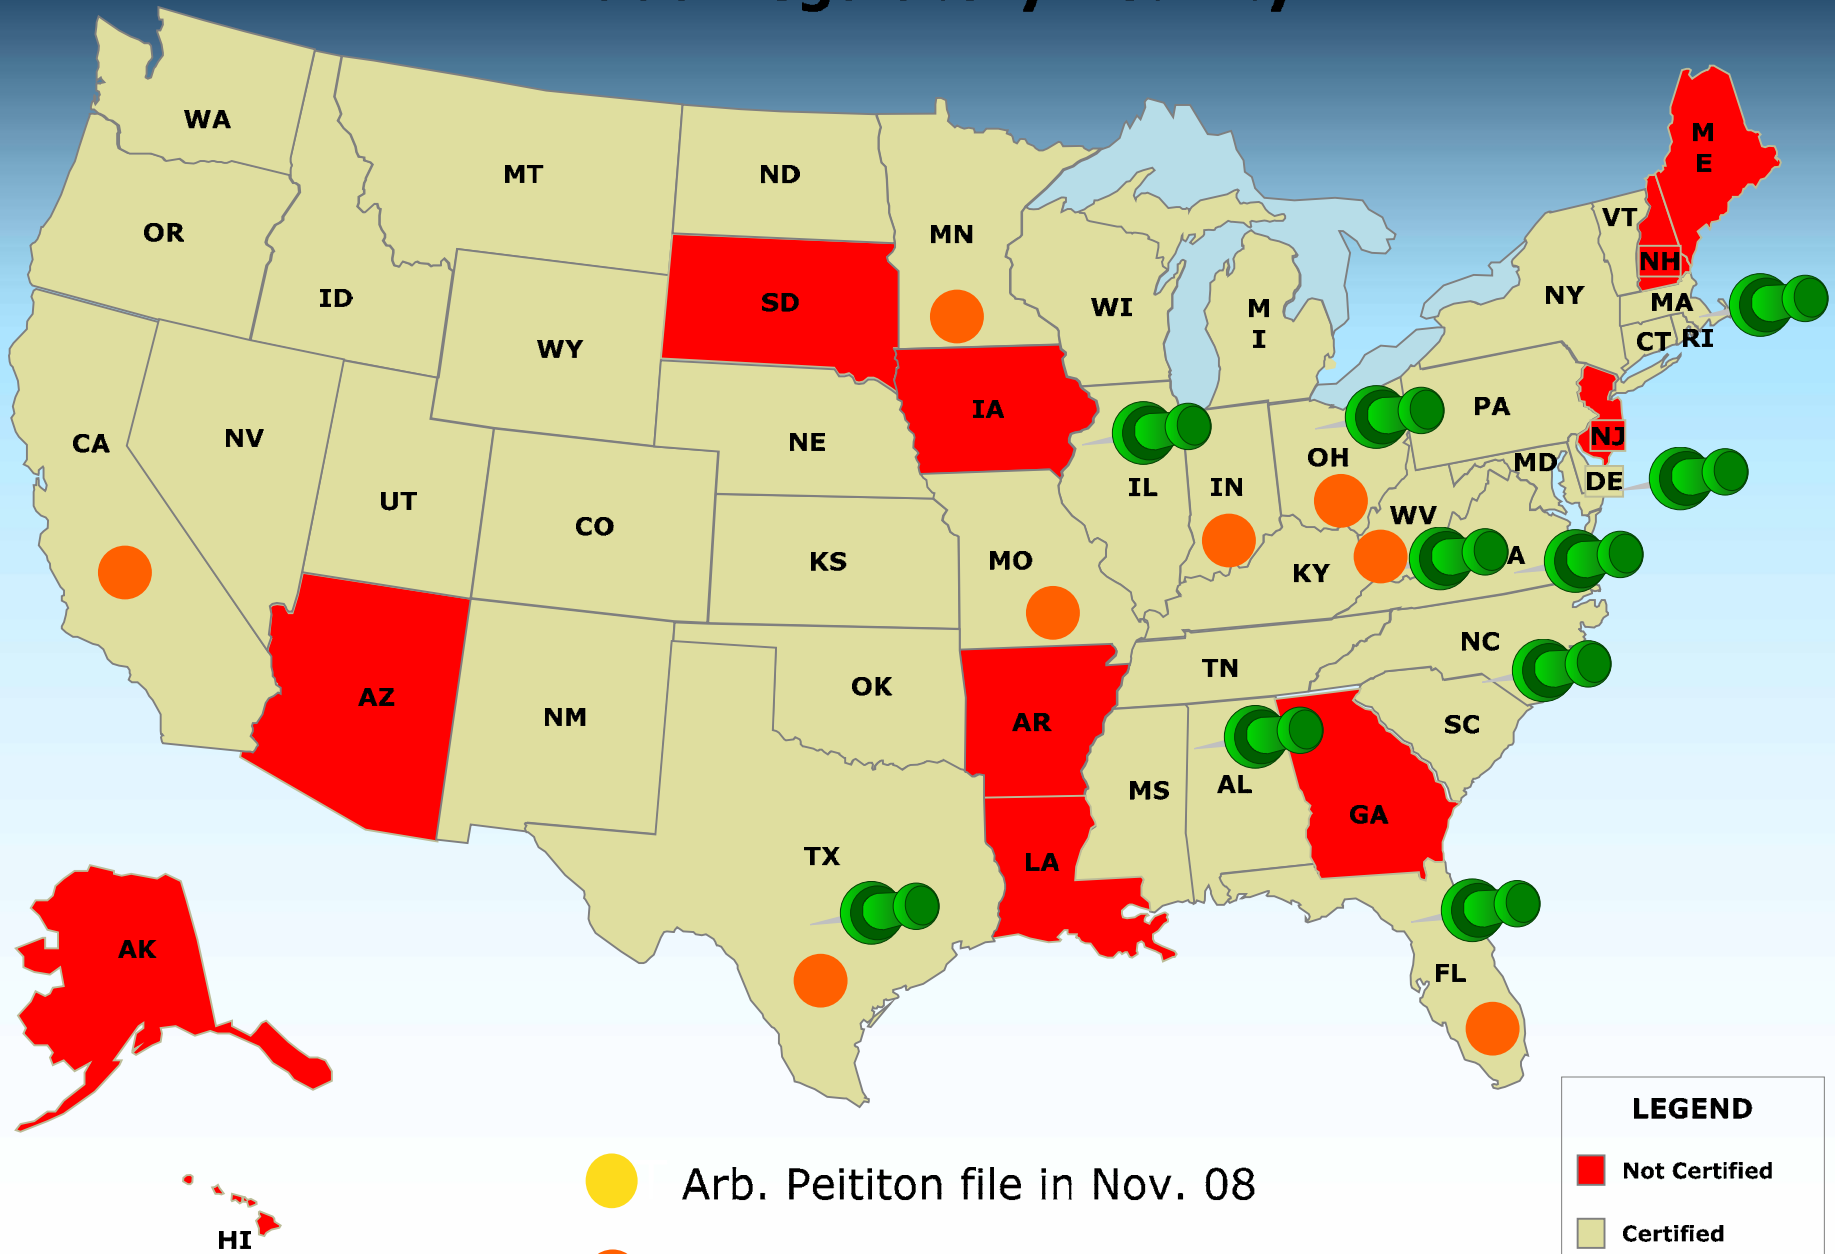 WA
MT
ND
OR
MN
ID
SD
WY
WI
M
I
M
E
VT
NH
NY
MA
CT
RI
CA
NV
UT
CO
NE
IA
IL
IN
OH
PA
NJ
MD
DE
WV
A
KS
MO
KY
AZ
NM
OK
AR
TN
NC
SC
MS
AL
GA
TX
LA
FL
AK
HI
Arb. Peititon file in Nov. 08
LEGEND
Not Certified
Certified